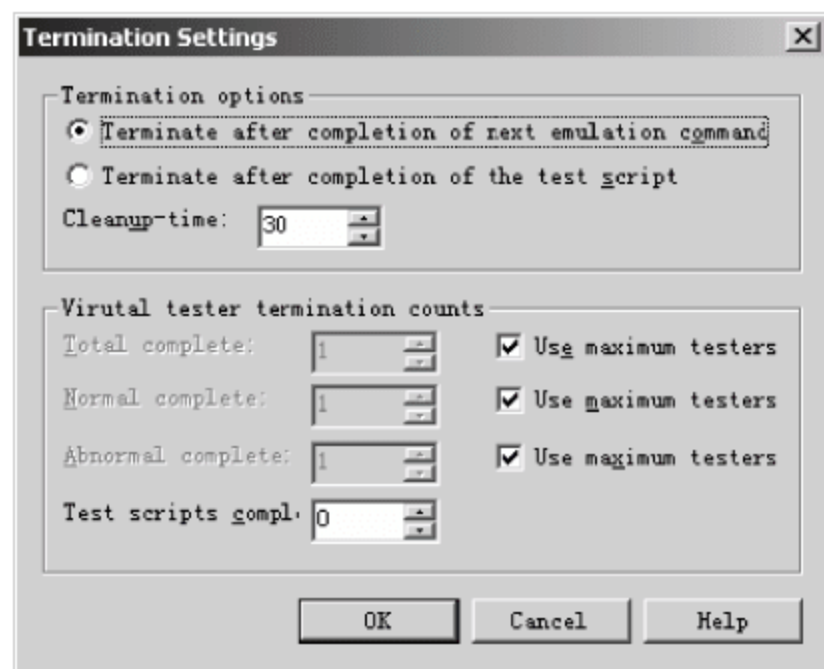 Termination Settings
Termination options
Terminate after completion of next emulation command
Terminate after completion of the test script
Cleanup-time: 30
Virutal tester termination counts
Total complete: 1 Use maximum testers
Normal complete: 1 Use maximum testers
Abnormal complete: 1 Use maximum testers
Test scripts compl. 0
OK Cancel Help